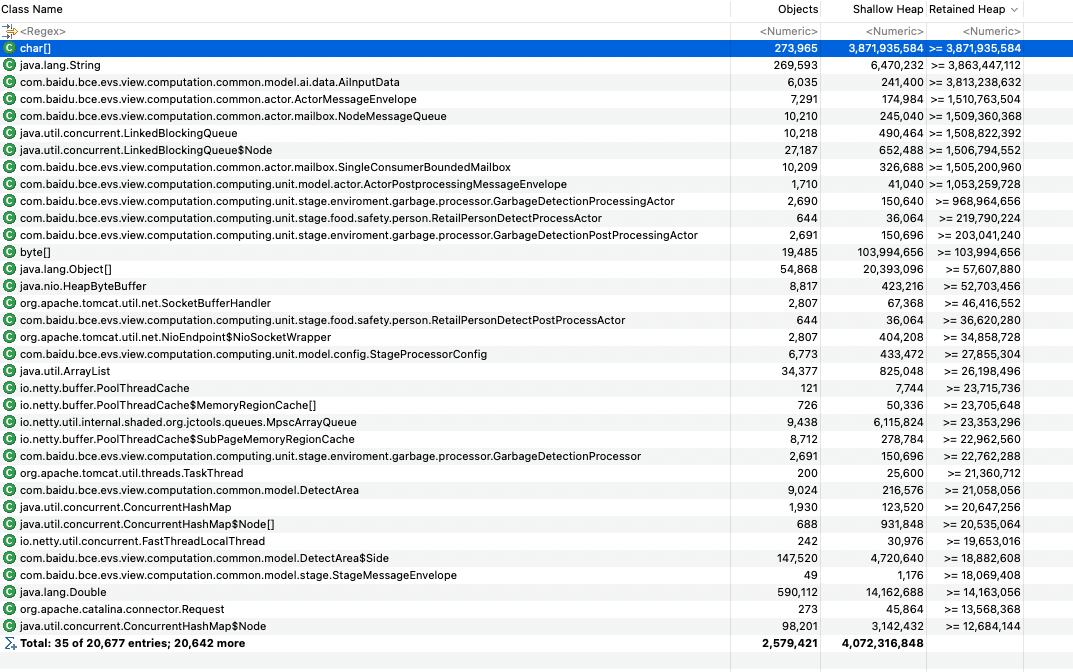 Class Name Objects Shallow Heap Retained Heap
<Regex> <Numeric> <Numeric> <Numeric>
char[] 273,965 3,871,935,584 >= 3,871,935,584
java.lang.String 269,593 6,470,232 >= 3,863,447,112
com.baidu.bce.evs.view.computation.common.model.ai.data.AiInputData 6,035 241,400 >= 3,813,238,632
com.baidu.bce.evs.view.computation.common.actor.ActorMessageEnvelope 7,291 174,984 >= 1,510,763,504
com.baidu.bce.evs.view.computation.common.actor.mailbox.NodeMessageQueue 10,210 245,040 >= 1,509,360,368
java.util.concurrent.LinkedBlockingQueue 10,218 490,464 >= 1,508,822,392
java.util.concurrent.LinkedBlockingQueue$Node 27,187 652,488 >= 1,506,794,552
com.baidu.bce.evs.view.computation.common.actor.mailbox.SingleConsumerBoundedMailbox 10,209 326,688 >= 1,505,200,960
com.baidu.bce.evs.view.computation.computing.unit.model.actor.ActorPostprocessingMessageEnvelope 1,710 41,040 >= 1,053,259,728
com.baidu.bce.evs.view.computation.computing.unit.stage.enviroment.garbage.processor.GarbageDetectionProcessingActor 2,690 150,640 >= 968,964,656
com.baidu.bce.evs.view.computation.computing.unit.stage.food.safety.person.RetailPersonDetectProcessActor 644 36,064 >= 219,790,224
com.baidu.bce.evs.view.computation.computing.unit.stage.enviroment.garbage.processor.GarbageDetectionPostProcessingActor 2,691 150,696 >= 203,041,240
byte[] 19,485 103,994,656 >= 103,994,656
java.lang.Object[] 54,868 20,393,096 >= 57,607,880
java.nio.HeapByteBuffer 8,817 423,216 >= 52,703,456
org.apache.tomcat.util.net.SocketBufferHandler 2,807 67,368 >= 46,416,552
com.baidu.bce.evs.view.computation.computing.unit.stage.food.safety.person.RetailPersonDetectPostProcessActor 644 36,064 >= 36,620,280
org.apache.tomcat.util.net.NioEndpoint$NioSocketWrapper 2,807 404,208 >= 34,858,728
com.baidu.bce.evs.view.computation.computing.unit.model.config.StageProcessorConfig 6,773 433,472 >= 27,855,304
java.util.ArrayList 34,377 825,048 >= 26,198,496
io.netty.buffer.PoolThreadCache 121 7,744 >= 23,715,736
io.netty.buffer.PoolThreadCache$MemoryRegionCache[] 726 50,336 >= 23,705,648
io.netty.util.internal.shaded.org.jctools.queues.MpscArrayQueue 9,438 6,115,824 >= 23,353,296
io.netty.buffer.PoolThreadCache$SubPageMemoryRegionCache 8,712 278,784 >= 22,962,560
com.baidu.bce.evs.view.computation.computing.unit.stage.enviroment.garbage.processor.GarbageDetectionProcessor 2,691 150,696 >= 22,762,288
org.apache.tomcat.util.threads.TaskThread 200 25,600 >= 21,360,712
com.baidu.bce.evs.view.computation.common.model.DetectArea 9,024 216,576 >= 21,058,056
java.util.concurrent.ConcurrentHashMap 1,930 123,520 >= 20,647,256
java.util.concurrent.ConcurrentHashMap$Node[] 688 931,848 >= 20,535,064
io.netty.util.concurrent.FastThreadLocalThread 242 30,976 >= 19,653,016
com.baidu.bce.evs.view.computation.common.model.DetectArea$Side 147,520 4,720,640 >= 18,882,608
com.baidu.bce.evs.view.computation.common.model.stage.StageMessageEnvelope 49 1,176 >= 18,069,408
java.lang.Double 590,112 14,162,688 >= 14,163,056
org.apache.catalina.connector.Request 273 45,864 >= 13,568,368
java.util.concurrent.ConcurrentHashMap$Node 98,201 3,142,432 >= 12,684,144
Total: 35 of 20,677 entries; 20,642 more 2,579,421 4,072,316,848